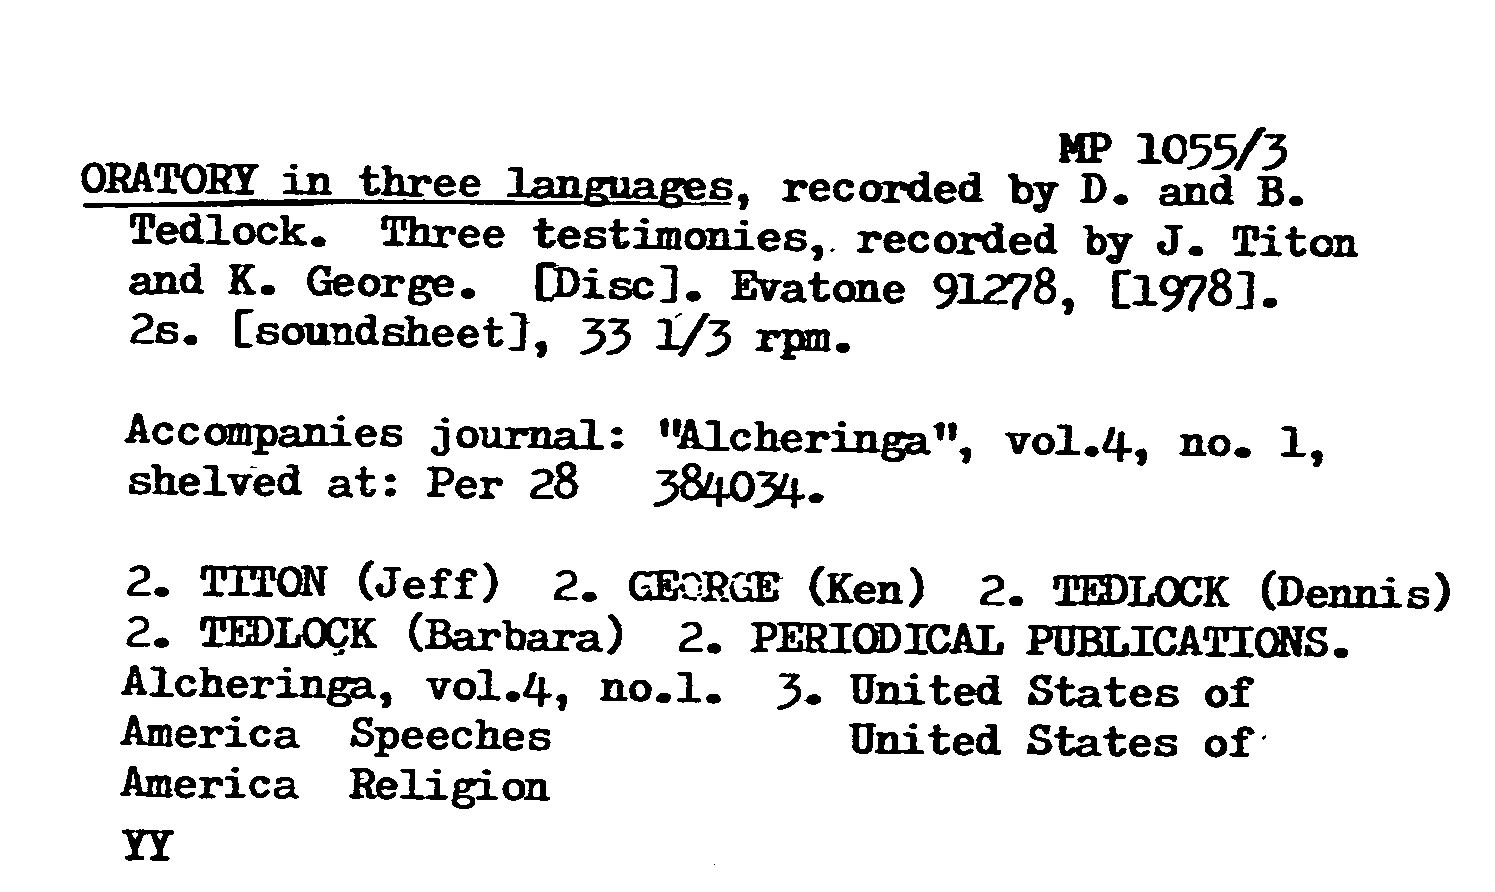 MP 1055/3
ORATORY in three languages, recorded by D. and B.
Tedlock. Three testimonies, recorded by J. Titon
and K. George. [Disc]. Evatone 91278, [1978].
2s. [soundsheet], 33 1/3 rpm.
Accompanies journal: "Alcheringa", vol.4, no. 1,
shelved at: Per 28 384034.
2. TITON (Jeff) 2. GEORGE (Ken) 2. TEDLOCK (Dennis)
2. TEDLOCK (Barbara) 2. PERIODICAL PUBLICATIONS.
Alcheringa, vol.4, no.1. 3. United States of
America Speeches United States of
America Religion
YY